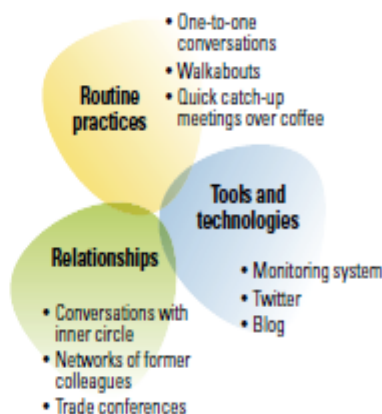 Routine
practices
• One-to-one
conversations
• Walkabouts
• Quick catch-up
meetings over coffee
Tools and
technologies
• Monitoring system
• Twitter
• Blog
Relationships
• Conversations with
inner circle
• Networks of former
colleagues
• Trade conferences